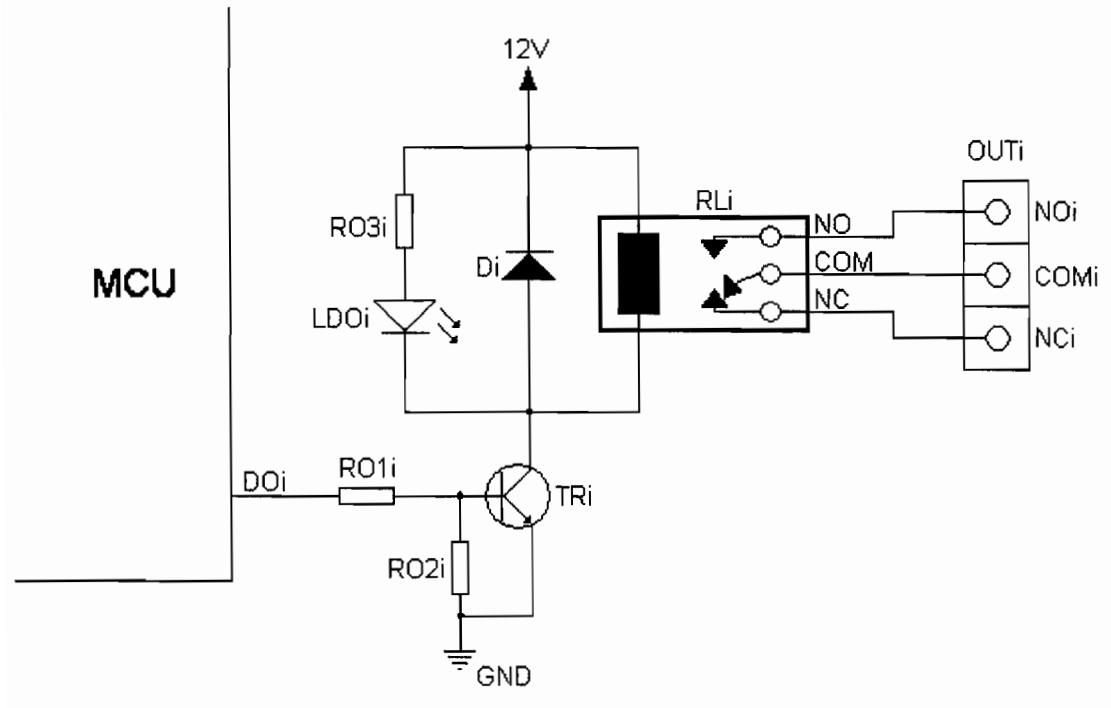 12V
OUTi
RLi
NO
NOi
RO3i
Di
COM
COMi
MCU
LDOi
NC
NCi
DOi
RO1i
TRi
RO2i
GND